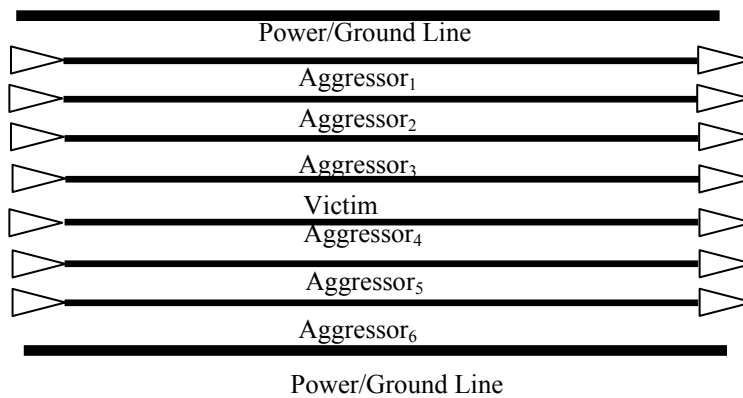 Power/Ground Line
Aggressor₁
Aggressor₂
Aggressor₃
Victim
Aggressor₄
Aggressor₅
Aggressor₆
Power/Ground Line